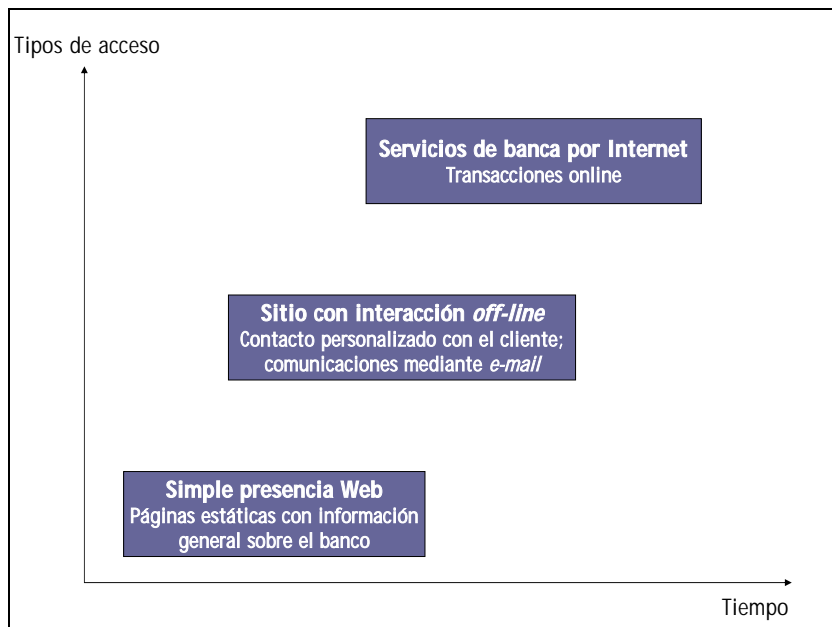 Tipos de acceso
Servicios de banca por Internet
Transacciones online
Sitio con interacción off-line
Contacto personalizado con el cliente;
comunicaciones mediante e-mail
Simple presencia Web
Páginas estáticas con información
general sobre el banco
Tiempo